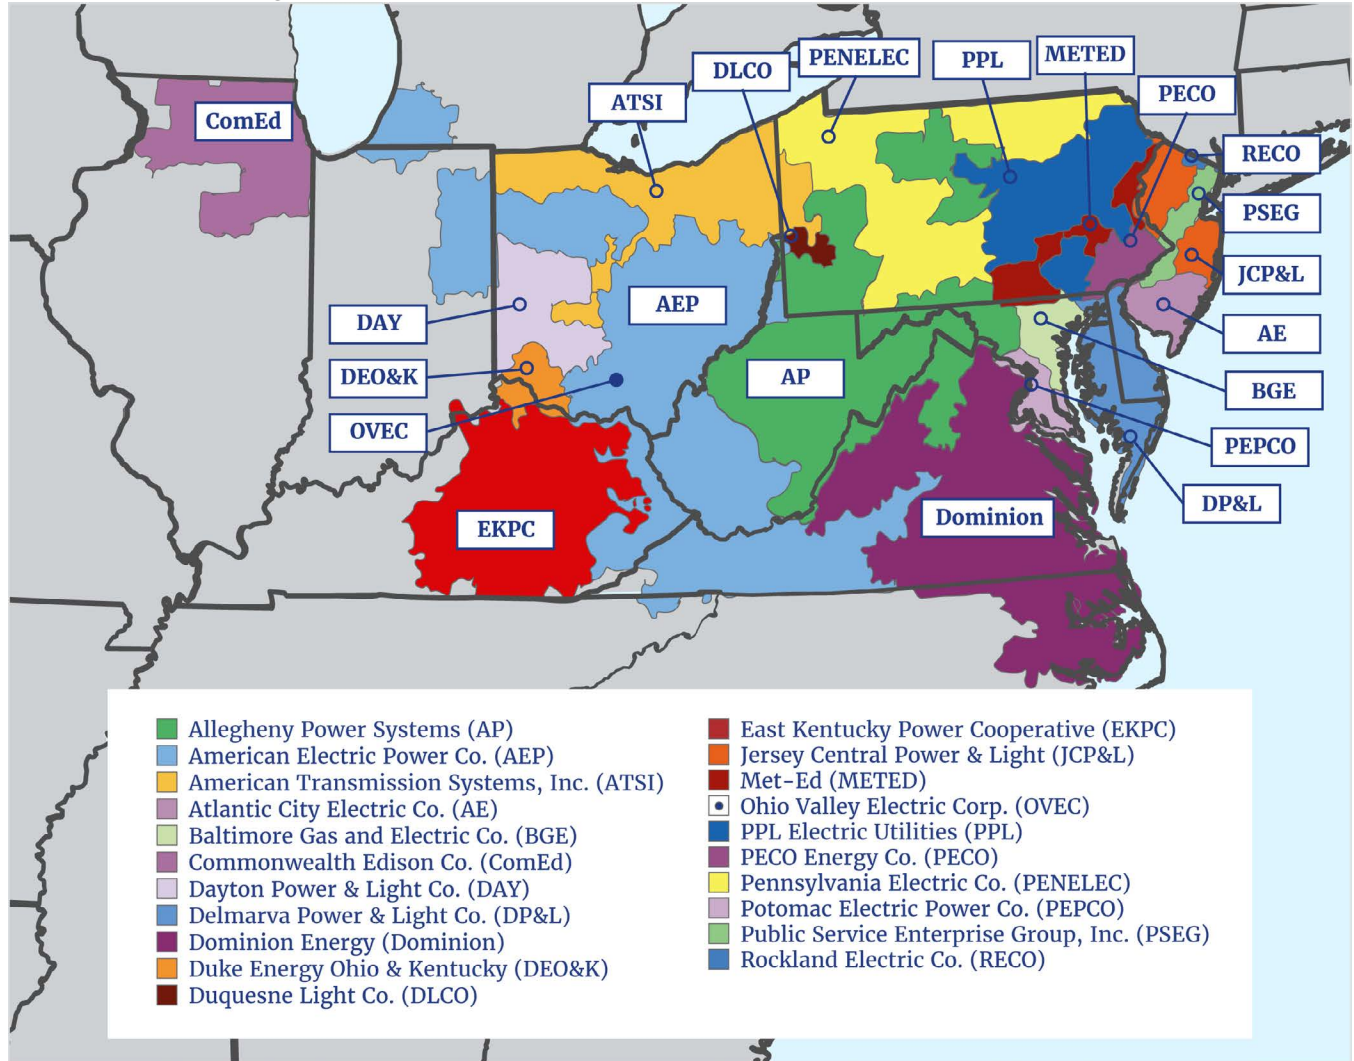 PENELEC
PPL
METED
DLCO
PECO
ATSI
ComEd
RECO
PSEG
JCP&L
AEP
DAY
AE
DEO&K
AP
BGE
OVEC
PEPCO
DP&L
Dominion
EKPC
Allegheny Power Systems (AP)
American Electric Power Co. (AEP)
American Transmission Systems, Inc. (ATSI)
Atlantic City Electric Co. (AE)
Baltimore Gas and Electric Co. (BGE)
Commonwealth Edison Co. (ComEd)
Dayton Power & Light Co. (DAY)
Delmarva Power & Light Co. (DP&L)
Dominion Energy (Dominion)
Duke Energy Ohio & Kentucky (DEO&K)
Duquesne Light Co. (DLCO)
East Kentucky Power Cooperative (EKPC)
Jersey Central Power & Light (JCP&L)
Met-Ed (METED)
Ohio Valley Electric Corp. (OVEC)
PPL Electric Utilities (PPL)
PECO Energy Co. (PECO)
Pennsylvania Electric Co. (PENELEC)
Potomac Electric Power Co. (PEPCO)
Public Service Enterprise Group, Inc. (PSEG)
Rockland Electric Co. (RECO)